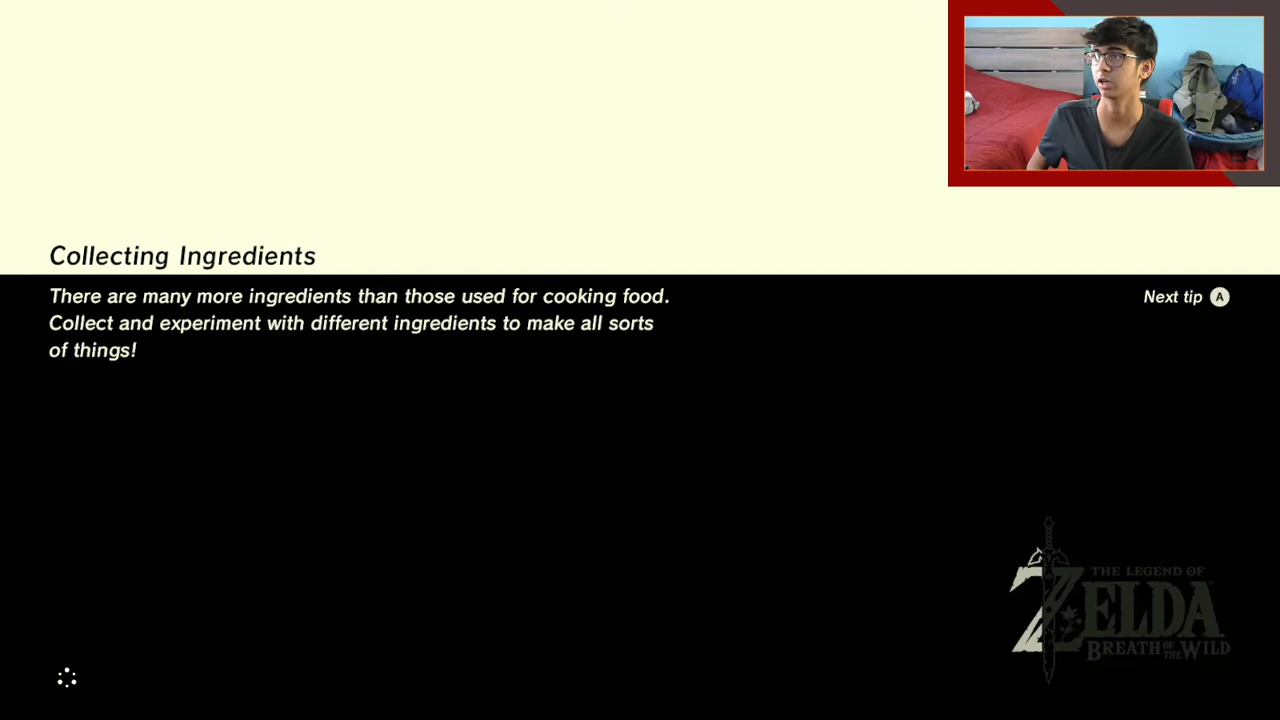 Collecting Ingredients
There are many more ingredients than those used for cooking food.
Collect and experiment with different ingredients to make all sorts
of things!
Next tip A
THE LEGEND OF
ZELDA
BREATH OF THE WILD